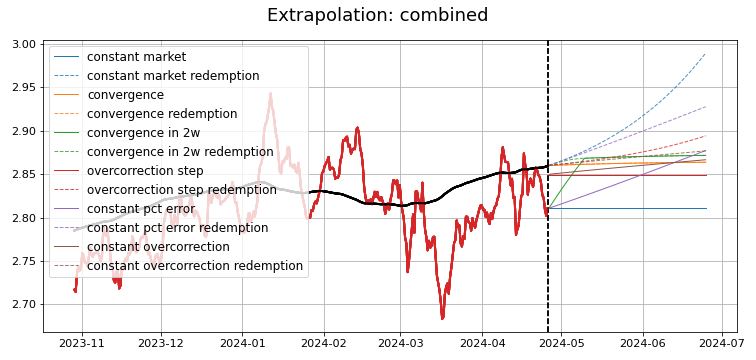 Extrapolation: combined
3.00
2.95
2.90
2.85
2.80
2.75
2.70
constant market
constant market redemption
convergence
convergence redemption
convergence in 2w
convergence in 2w redemption
overcorrection step
overcorrection step redemption
constant pct error
constant pct error redemption
constant overcorrection
constant overcorrection redemption
2023-11 2023-12 2024-01 2024-02 2024-03 2024-04 2024-05 2024-06 2024-07